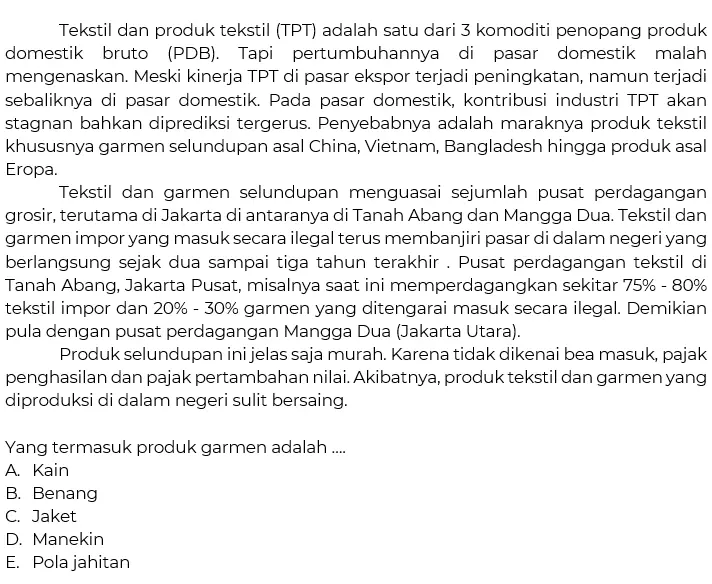 Tekstil dan produk tekstil (TPT) adalah satu dari 3 komoditi penopang produk
domestik bruto (PDB). Tapi pertumbuhannya di pasar domestik malah
mengenaskan. Meski kinerja TPT di pasar ekspor terjadi peningkatan, namun terjadi
sebaliknya di pasar domestik. Pada pasar domestik, kontribusi industri TPT akan
stagnan bahkan diprediksi tergerus. Penyebabnya adalah maraknya produk tekstil
khususnya garmen selundupan asal China, Vietnam, Bangladesh hingga produk asal
Eropa.
Tekstil dan garmen selundupan menguasai sejumlah pusat perdagangan
grosir, terutama di Jakarta di antaranya di Tanah Abang dan Mangga Dua. Tekstil dan
garmen impor yang masuk secara ilegal terus membanjiri pasar di dalam negeri yang
berlangsung sejak dua sampai tiga tahun terakhir . Pusat perdagangan tekstil di
Tanah Abang, Jakarta Pusat, misalnya saat ini memperdagangkan sekitar 75% - 80%
tekstil impor dan 20% - 30% garmen yang ditengarai masuk secara ilegal. Demikian
pula dengan pusat perdagangan Mangga Dua (Jakarta Utara).
Produk selundupan ini jelas saja murah. Karena tidak dikenai bea masuk, pajak
penghasilan dan pajak pertambahan nilai. Akibatnya, produk tekstil dan garmen yang
diproduksi di dalam negeri sulit bersaing.
Yang termasuk produk garmen adalah ....
A. Kain
B. Benang
C. Jaket
D. Manekin
E. Pola jahitan